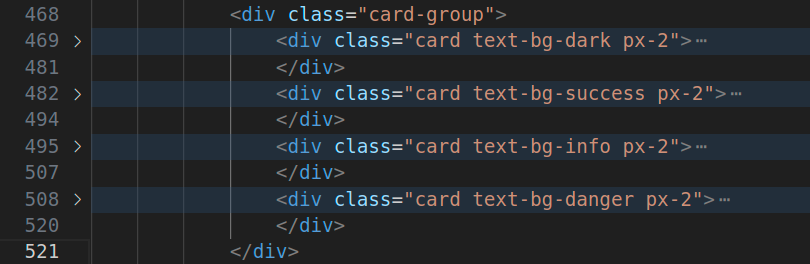 468 <div class="card-group">
469 > <div class="card text-bg-dark px-2">⋯
481 </div>
482 > <div class="card text-bg-success px-2">⋯
494 </div>
495 > <div class="card text-bg-info px-2">⋯
507 </div>
508 > <div class="card text-bg-danger px-2">⋯
520 </div>
521 </div>